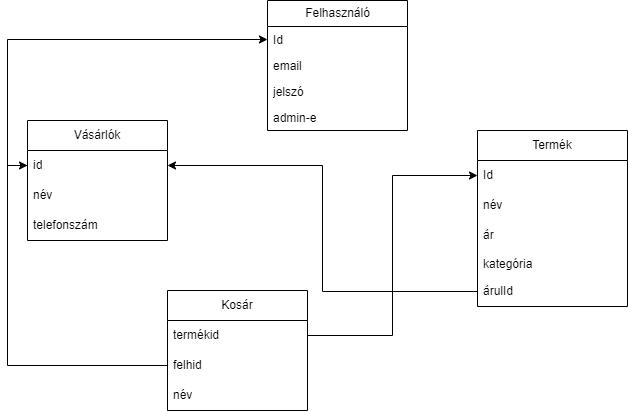 Felhasználó
Id
email
jelszó
admin-e
Vásárlók
id
név
telefonszám
Termék
Id
név
ár
kategória
árulId
Kosár
termékid
felhid
név